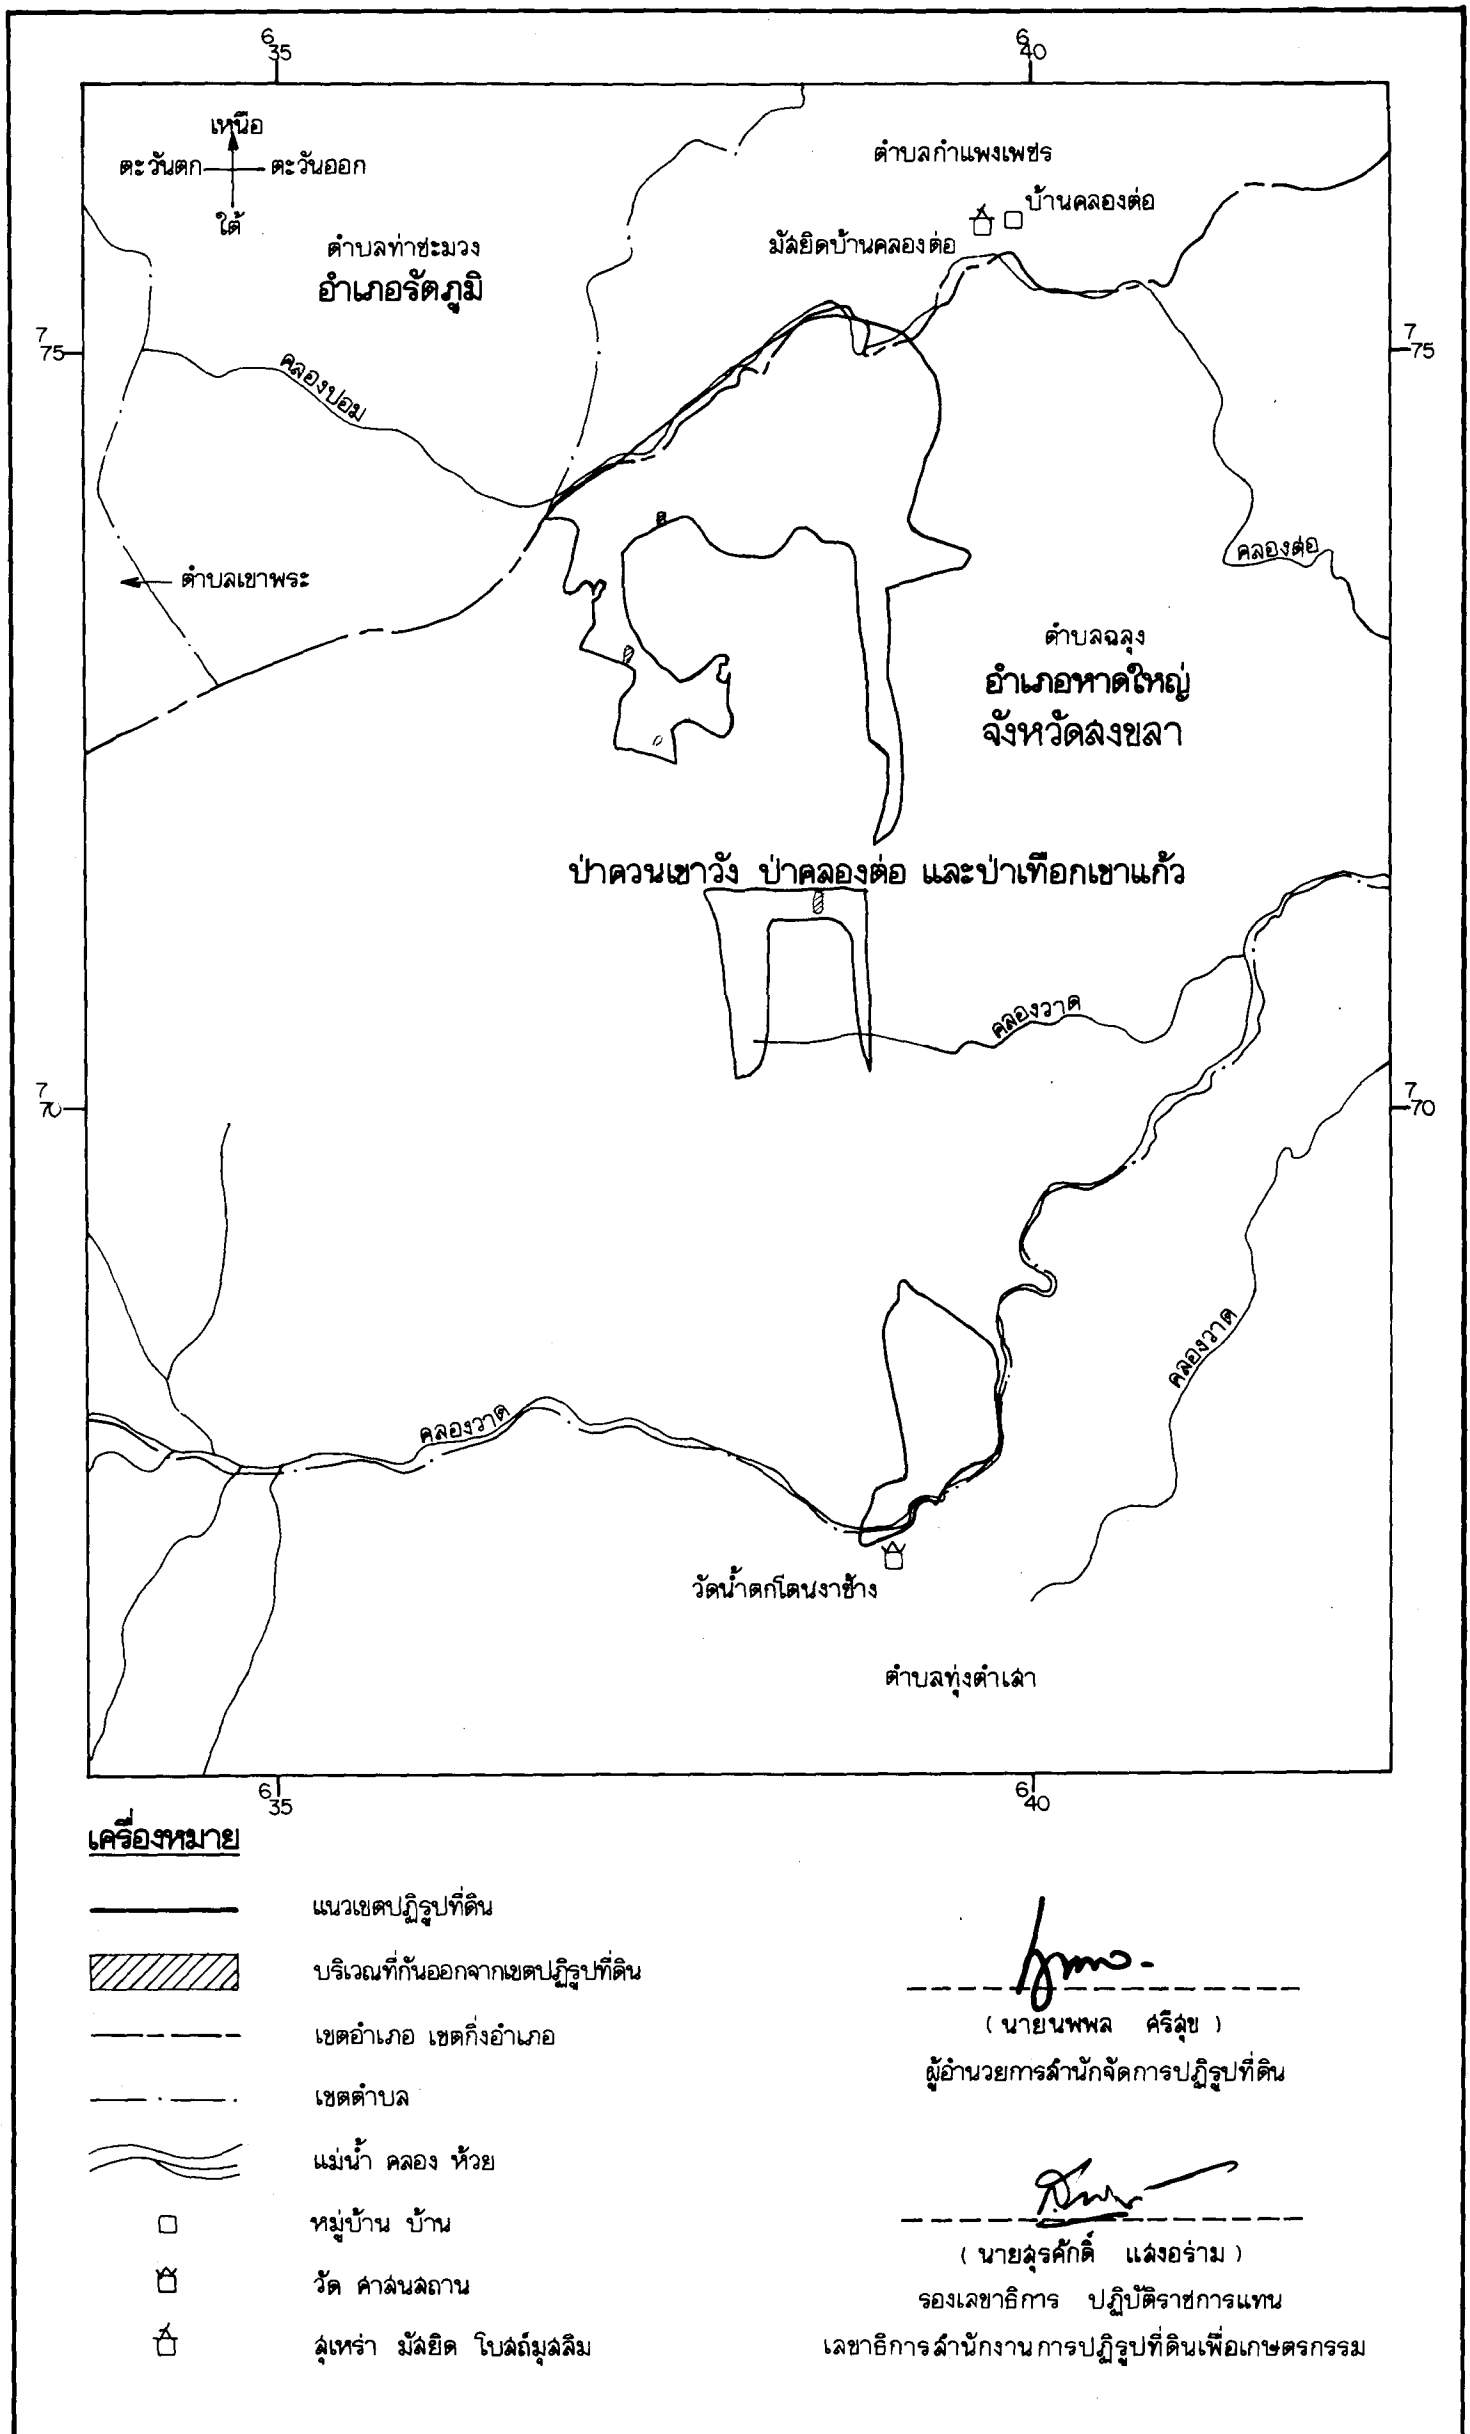 6 35
6 40
เหนือ
ตะวันตก ตะวันออก
ใต้
ตำบลกำแพงเพชร
บ้านคลองต่อ
มัสยิดบ้านคลองต่อ
ตำบลท่าชะมวง
อำเภอรัตภูมิ
7 75
7 75
คลองปอม
คลองต่อ
ตำบลเขาพระ
ตำบลฉลุง
อำเภอหาดใหญ่
จังหวัดสงขลา
ป่าควนเขาวัง ป่าคลองต่อ และป่าเทือกเขาแก้ว
คลองวาด
7 70
7 70
คลองวาด
คลองวาด
วัดน้ำตกโตนงาช้าง
ตำบลทุ่งตำเสา
6 35
6 40
เครื่องหมาย
แนวเขตปฏิรูปที่ดิน
บริเวณที่กันออกจากเขตปฏิรูปที่ดิน
เขตอำเภอ เขตกิ่งอำเภอ
เขตตำบล
แม่น้ำ คลอง ห้วย
หมู่บ้าน บ้าน
วัด ศาสนสถาน
สุเหร่า มัสยิด โบสถ์มุสลิม
( นายนพพล ศรีสุข )
ผู้อำนวยการสำนักจัดการปฏิรูปที่ดิน
( นายสุรศักดิ์ แสงอร่าม )
รองเลขาธิการ ปฏิบัติราชการแทน
เลขาธิการสำนักงานการปฏิรูปที่ดินเพื่อเกษตรกรรม